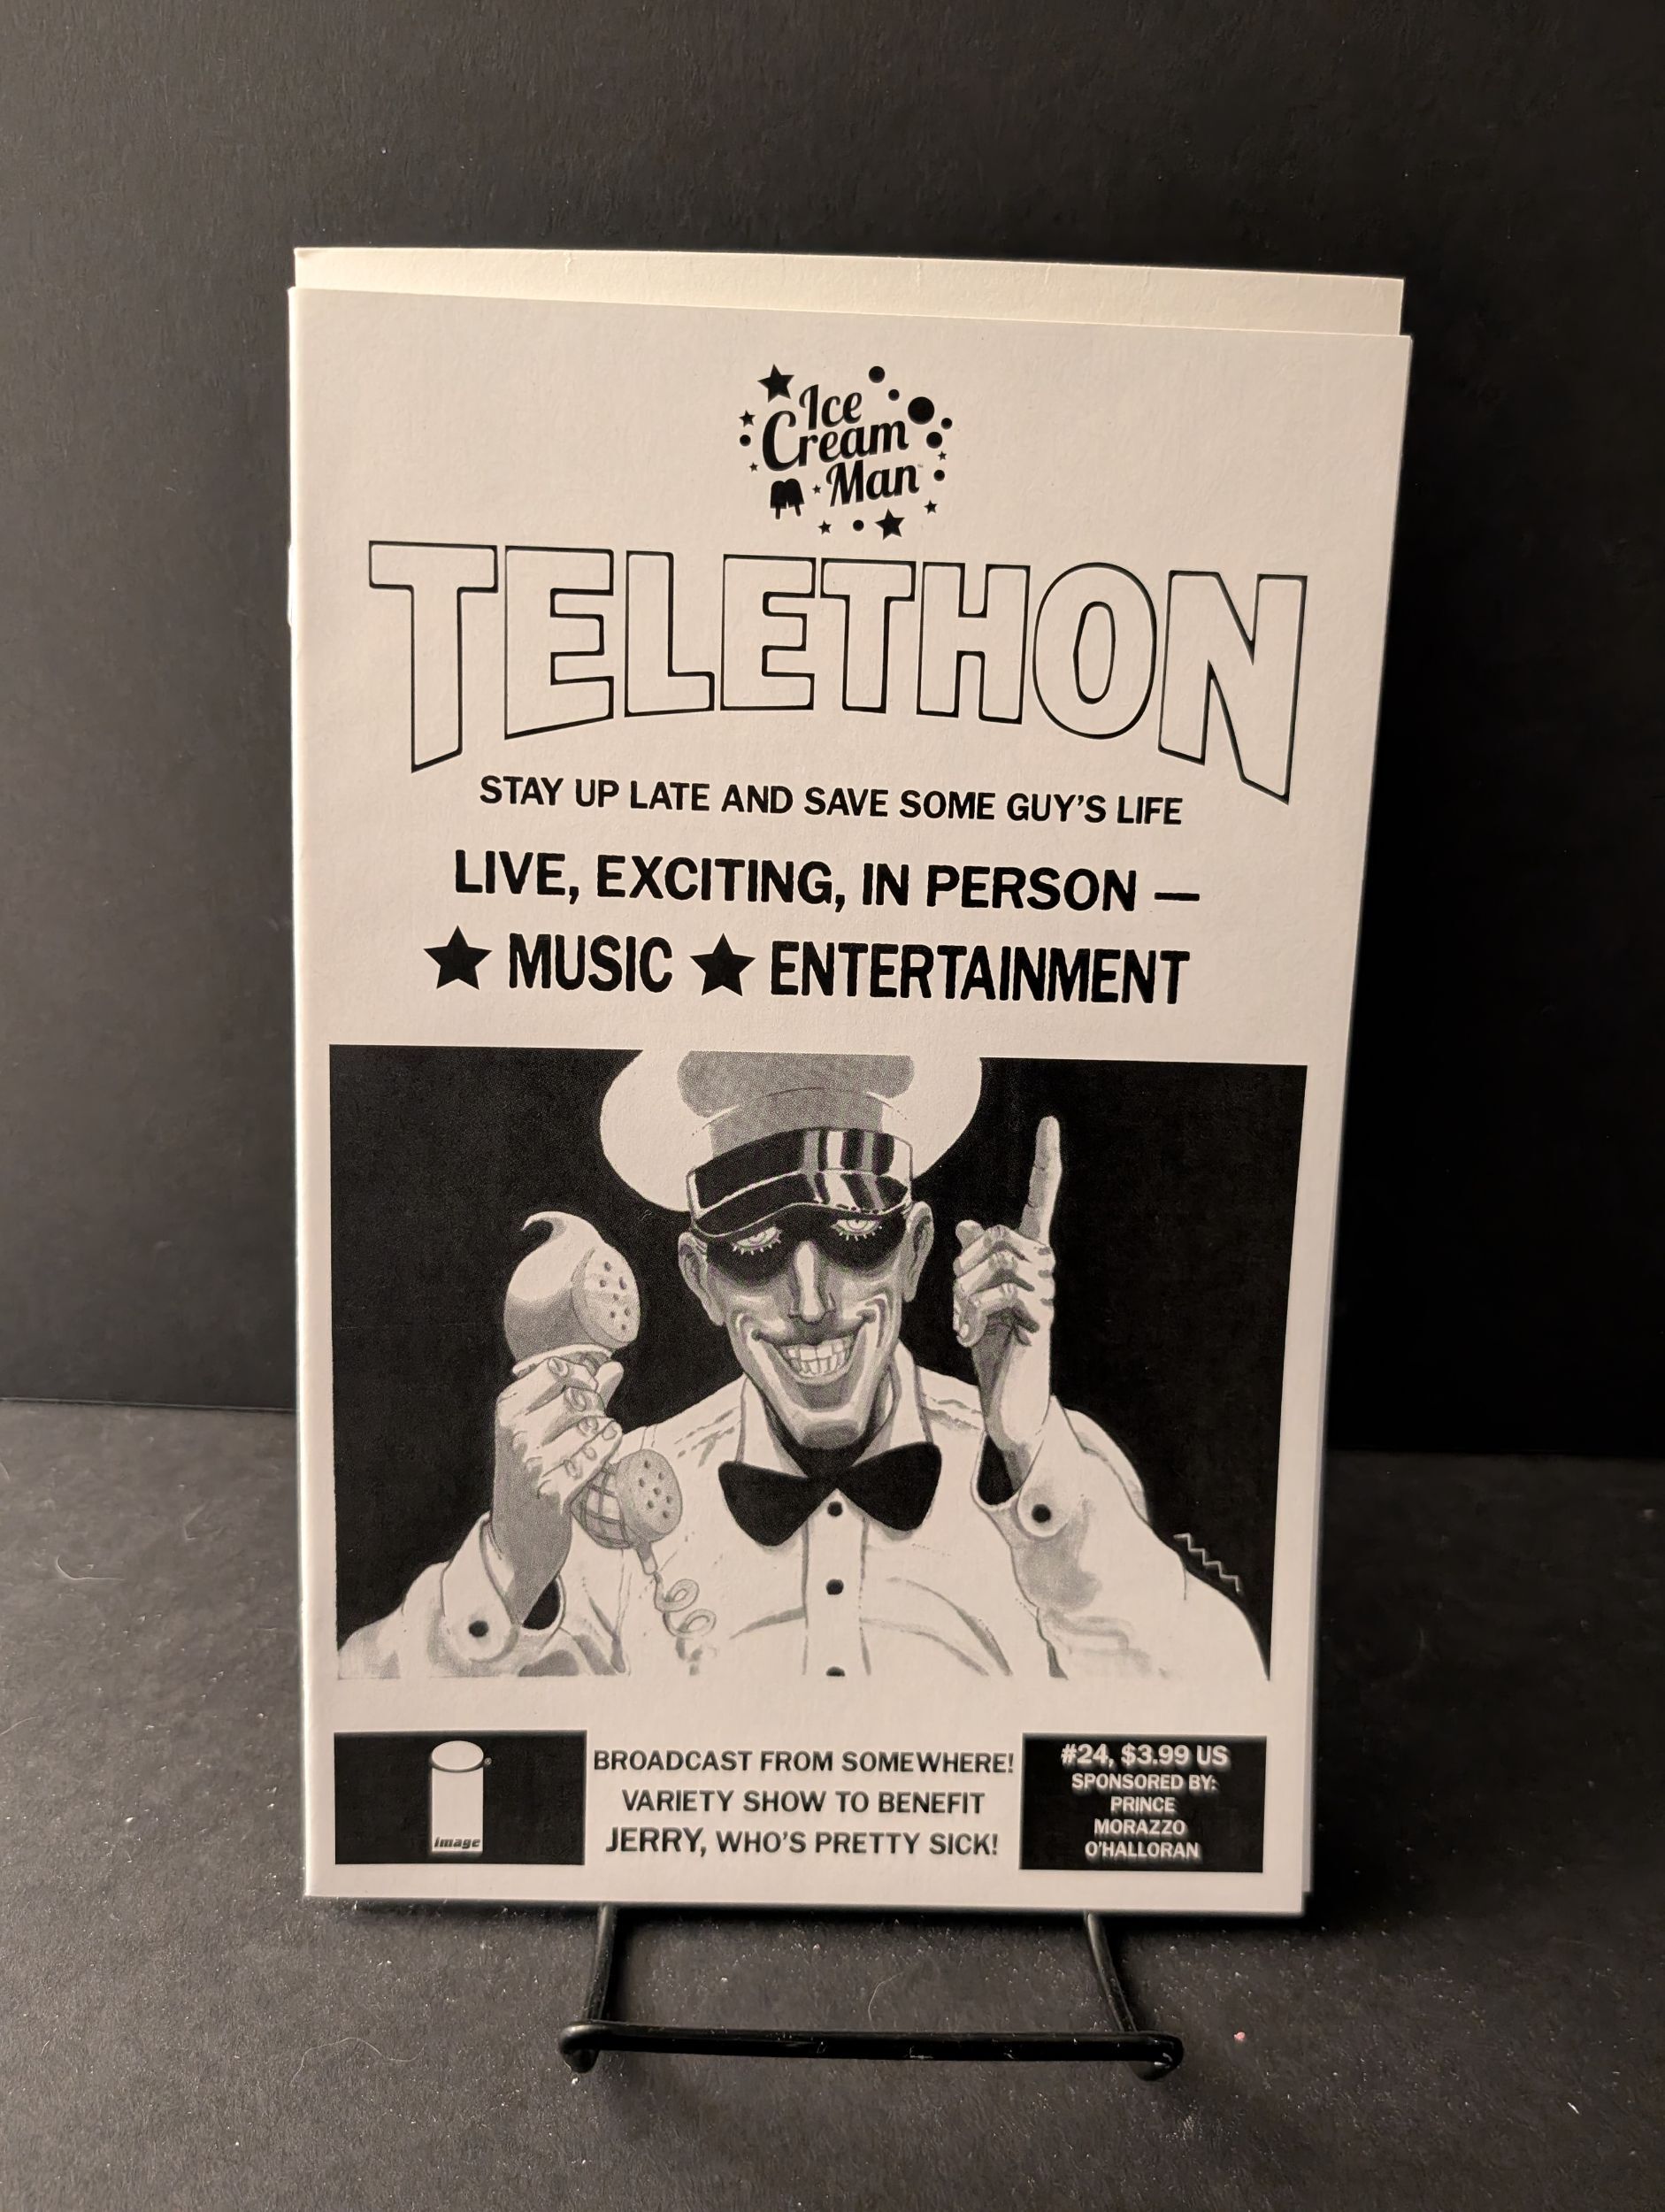 Ice
Cream
Man
TELETHON
STAY UP LATE AND SAVE SOME GUY'S LIFE
LIVE, EXCITING, IN PERSON —
★ MUSIC ★ ENTERTAINMENT
image
BROADCAST FROM SOMEWHERE!
VARIETY SHOW TO BENEFIT
JERRY, WHO'S PRETTY SICK!
#24, $3.99 US
SPONSORED BY:
PRINCE
MORAZZO
O'HALLORAN